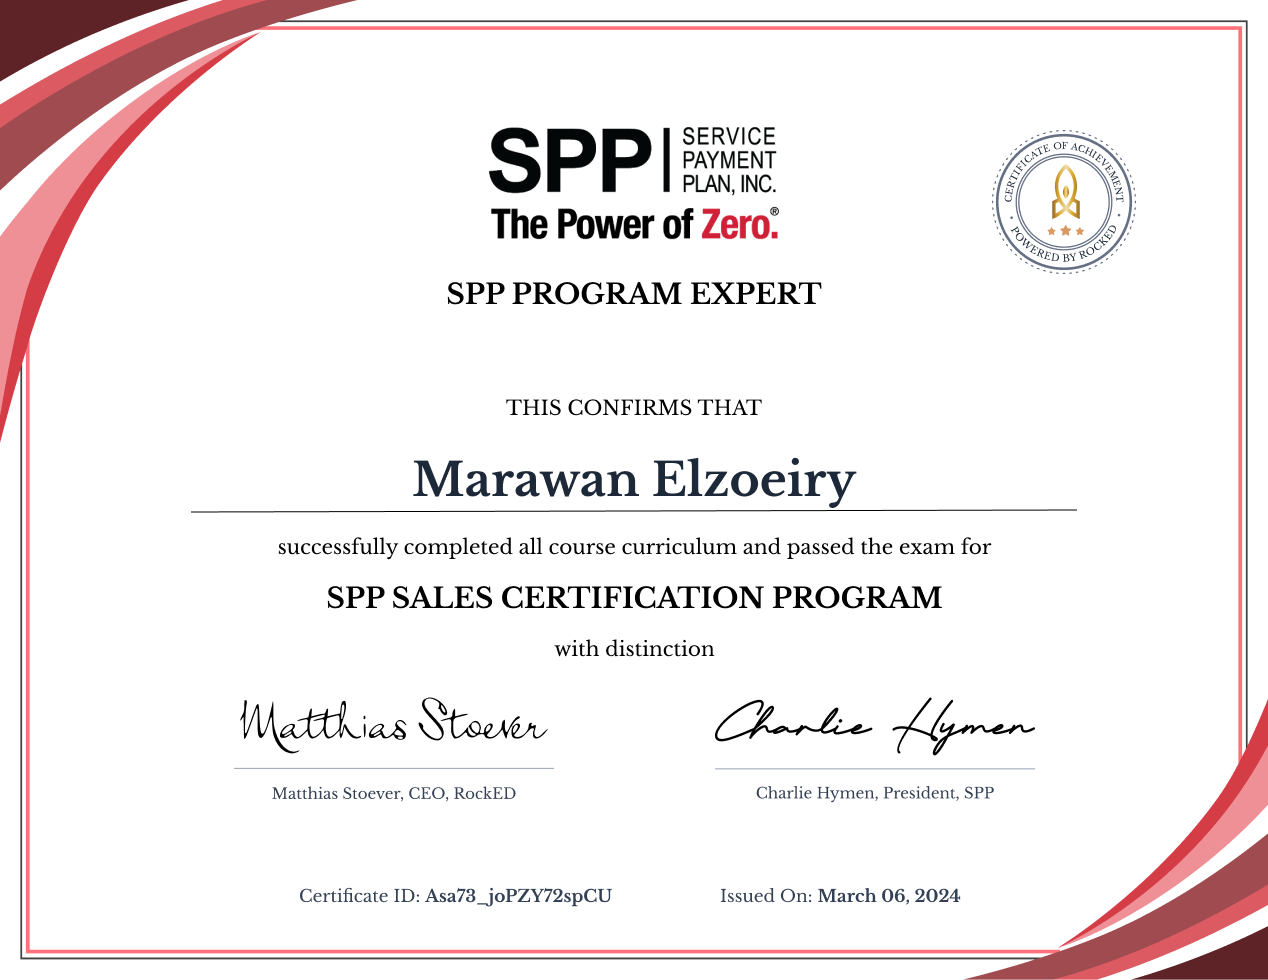 SPP
SERVICE
PAYMENT
PLAN, INC.
The Power of Zero.®
CERTIFICATE OF ACHIEVEMENT
• POWERED BY ROCKED •
SPP PROGRAM EXPERT
THIS CONFIRMS THAT
Marawan Elzoeiry
successfully completed all course curriculum and passed the exam for
SPP SALES CERTIFICATION PROGRAM
with distinction
Matthias Stoever
Charlie Hymen
Matthias Stoever, CEO, RockED
Charlie Hymen, President, SPP
Certificate ID: Asa73_joPZY72spCU
Issued On: March 06, 2024